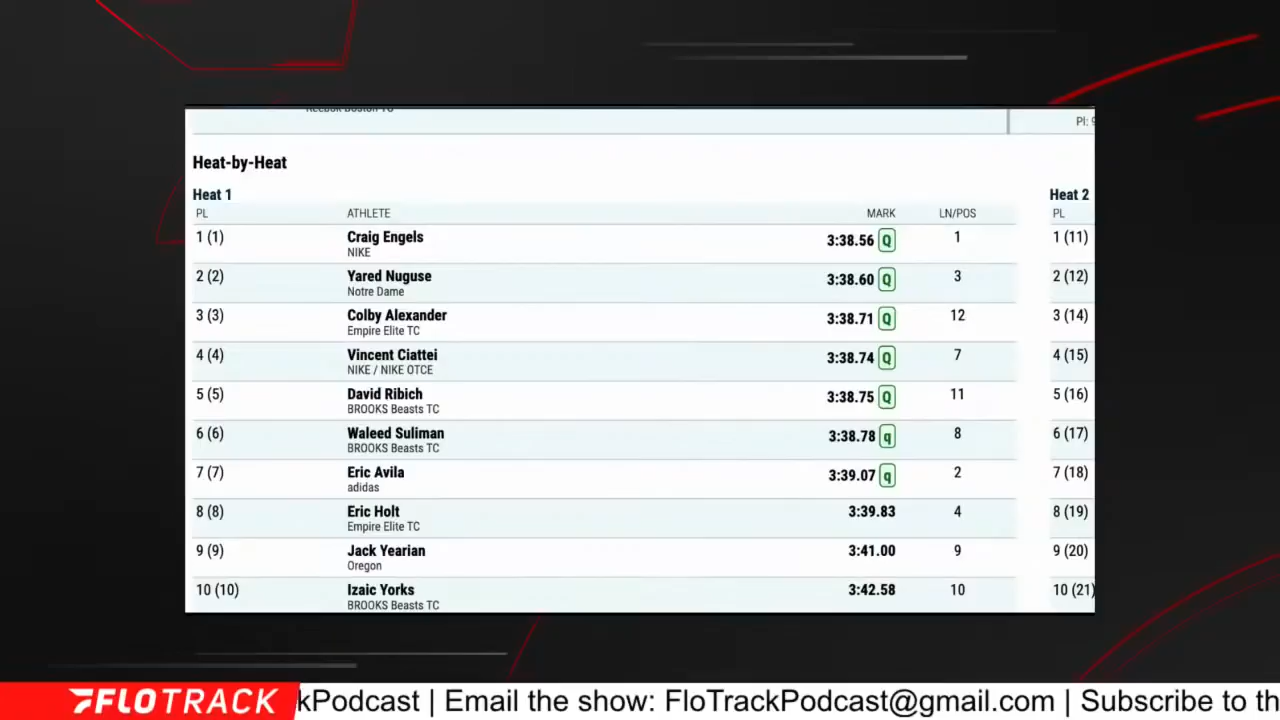 Reebok Boston TC
Pl: 9
Heat-by-Heat
Heat 1
PL ATHLETE MARK LN/POS
1 (1) Craig Engels 3:38.56 Q 1
NIKE
2 (2) Yared Nuguse 3:38.60 Q 3
Notre Dame
3 (3) Colby Alexander 3:38.71 Q 12
Empire Elite TC
4 (4) Vincent Ciattei 3:38.74 Q 7
NIKE / NIKE OTCE
5 (5) David Ribich 3:38.75 Q 11
BROOKS Beasts TC
6 (6) Waleed Suliman 3:38.78 q 8
BROOKS Beasts TC
7 (7) Eric Avila 3:39.07 q 2
adidas
8 (8) Eric Holt 3:39.83 4
Empire Elite TC
9 (9) Jack Yearian 3:41.00 9
Oregon
10 (10) Izaic Yorks 3:42.58 10
BROOKS Beasts TC
Heat 2
PL
1 (11)
2 (12)
3 (14)
4 (15)
5 (16)
6 (17)
7 (18)
8 (19)
9 (20)
10 (21)
FLOTRACK kPodcast | Email the show: FloTrackPodcast@gmail.com | Subscribe to th